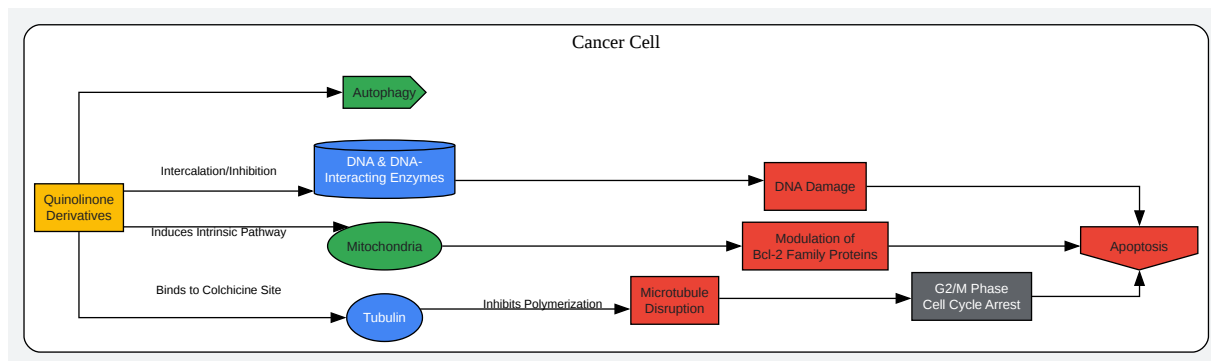 Cancer Cell
Autophagy
Intercalation/Inhibition
DNA & DNA-
Interacting Enzymes
DNA Damage
Quinolinone
Derivatives
Induces Intrinsic Pathway
Mitochondria
Modulation of
Bcl-2 Family Proteins
Apoptosis
Binds to Colchicine Site
Tubulin
Inhibits Polymerization
Microtubule
Disruption
G2/M Phase
Cell Cycle Arrest